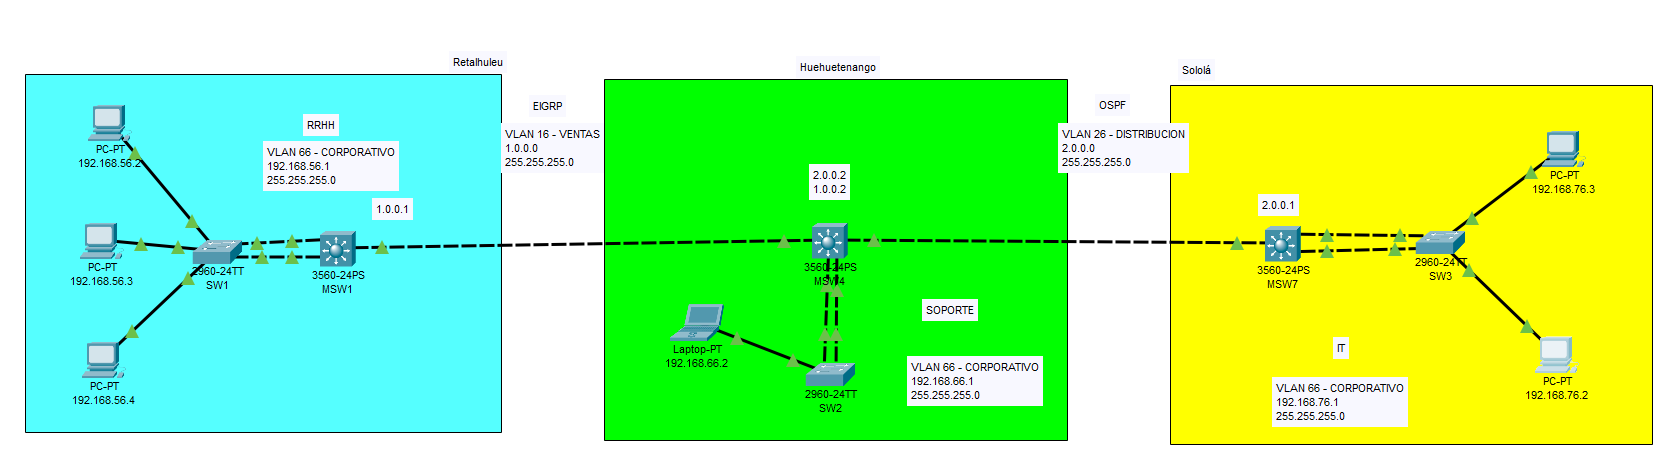 Retalhuleu
Huehuetenango
Sololá
EIGRP
VLAN 16 - VENTAS
1.0.0.0
255.255.255.0
OSPF
VLAN 26 - DISTRIBUCION
2.0.0.0
255.255.255.0
RRHH
VLAN 66 - CORPORATIVO
192.168.56.1
255.255.255.0
1.0.0.1
PC-PT
192.168.56.2
PC-PT
192.168.56.3
PC-PT
192.168.56.4
2960-24TT
SW1
3560-24PS
MSW1
2.0.0.2
1.0.0.2
3560-24PS
MSW4
Laptop-PT
192.168.66.2
2960-24TT
SW2
SOPORTE
VLAN 66 - CORPORATIVO
192.168.66.1
255.255.255.0
2.0.0.1
3560-24PS
MSW7
2960-24TT
SW3
PC-PT
192.168.76.3
PC-PT
192.168.76.2
IT
VLAN 66 - CORPORATIVO
192.168.76.1
255.255.255.0